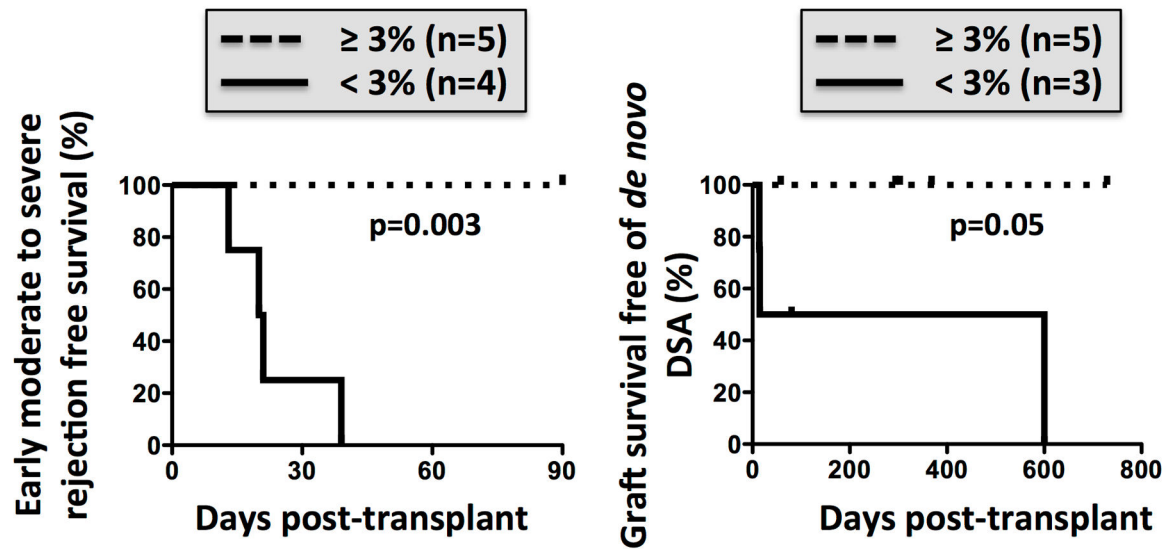 ≥ 3% (n=5)
< 3% (n=4)
Early moderate to severe
rejection free survival (%)
100
80
60
40
20
0
p=0.003
0 30 60 90
Days post-transplant
≥ 3% (n=5)
< 3% (n=3)
Graft survival free of de novo
DSA (%)
100
80
60
40
20
0
p=0.05
0 200 400 600 800
Days post-transplant